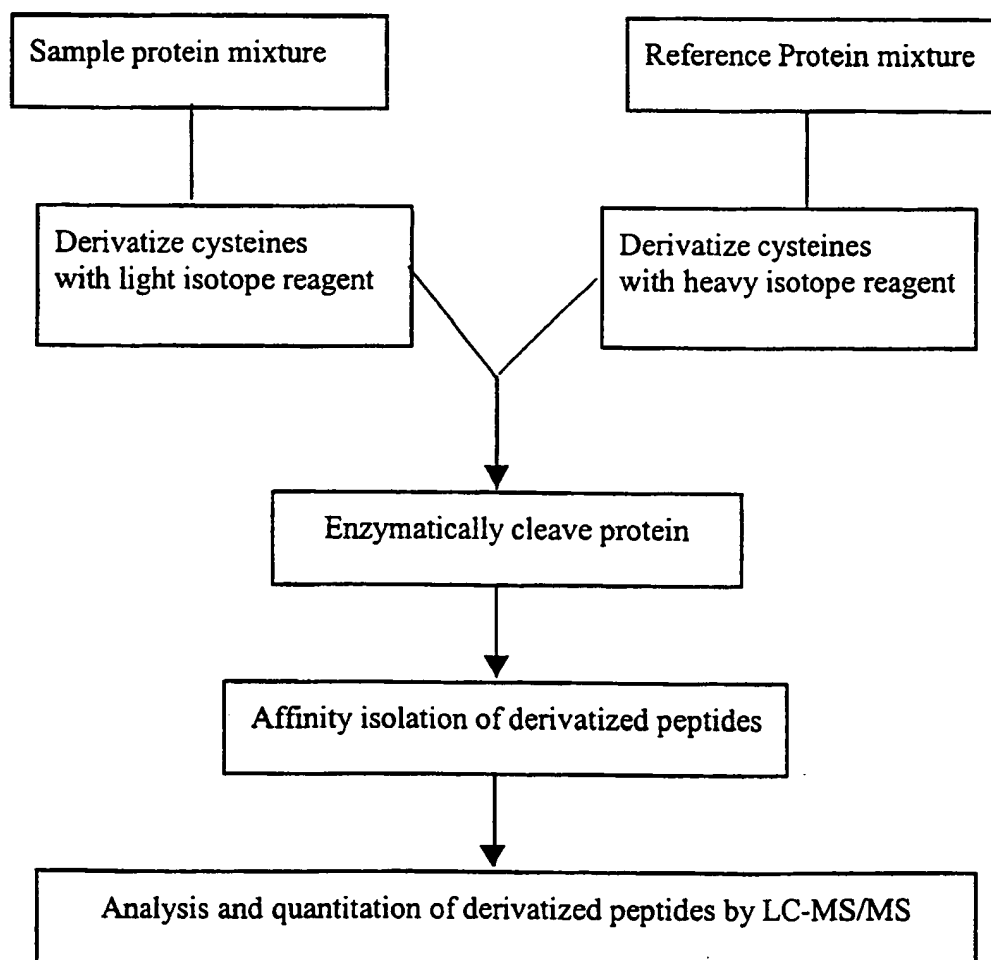 Sample protein mixture
Reference Protein mixture
Derivatize cysteines
with light isotope reagent
Derivatize cysteines
with heavy isotope reagent
Enzymatically cleave protein
Affinity isolation of derivatized peptides
Analysis and quantitation of derivatized peptides by LC-MS/MS